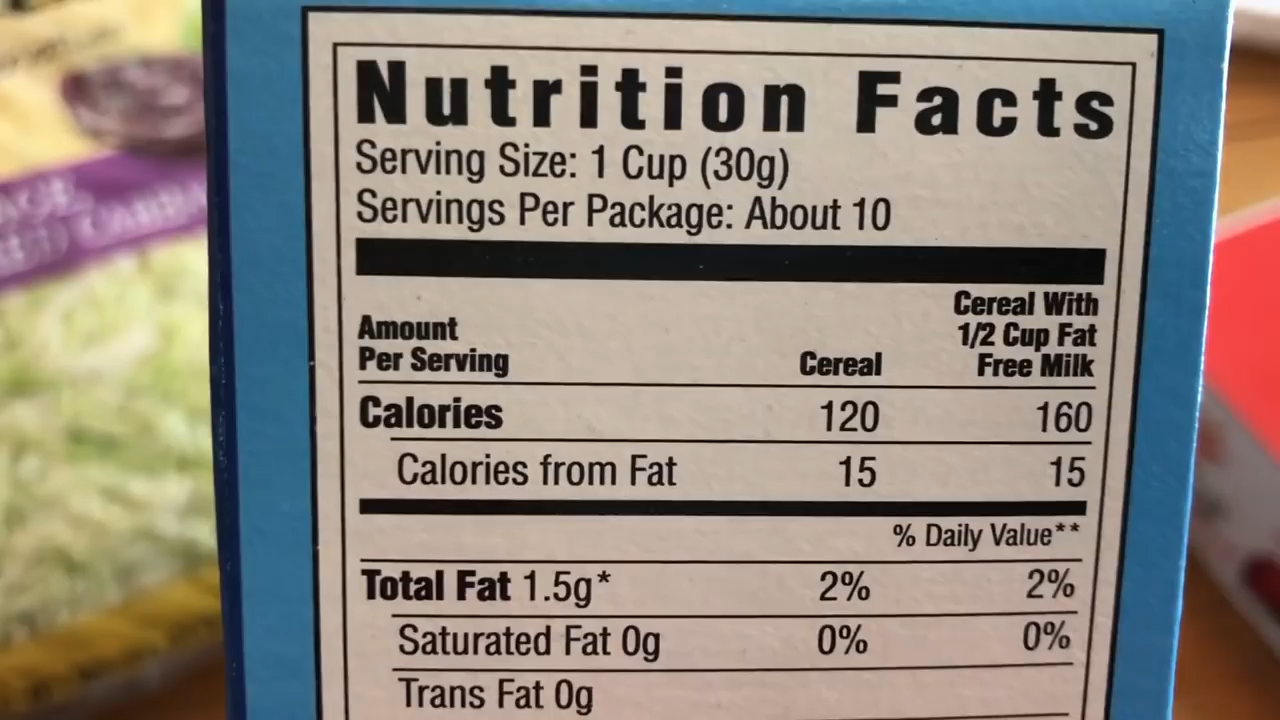 Nutrition Facts
Serving Size: 1 Cup (30g)
Servings Per Package: About 10
Amount
Per Serving
Cereal
Cereal With
1/2 Cup Fat
Free Milk
Calories 120 160
Calories from Fat 15 15
% Daily Value**
Total Fat 1.5g* 2% 2%
Saturated Fat 0g 0% 0%
Trans Fat 0g